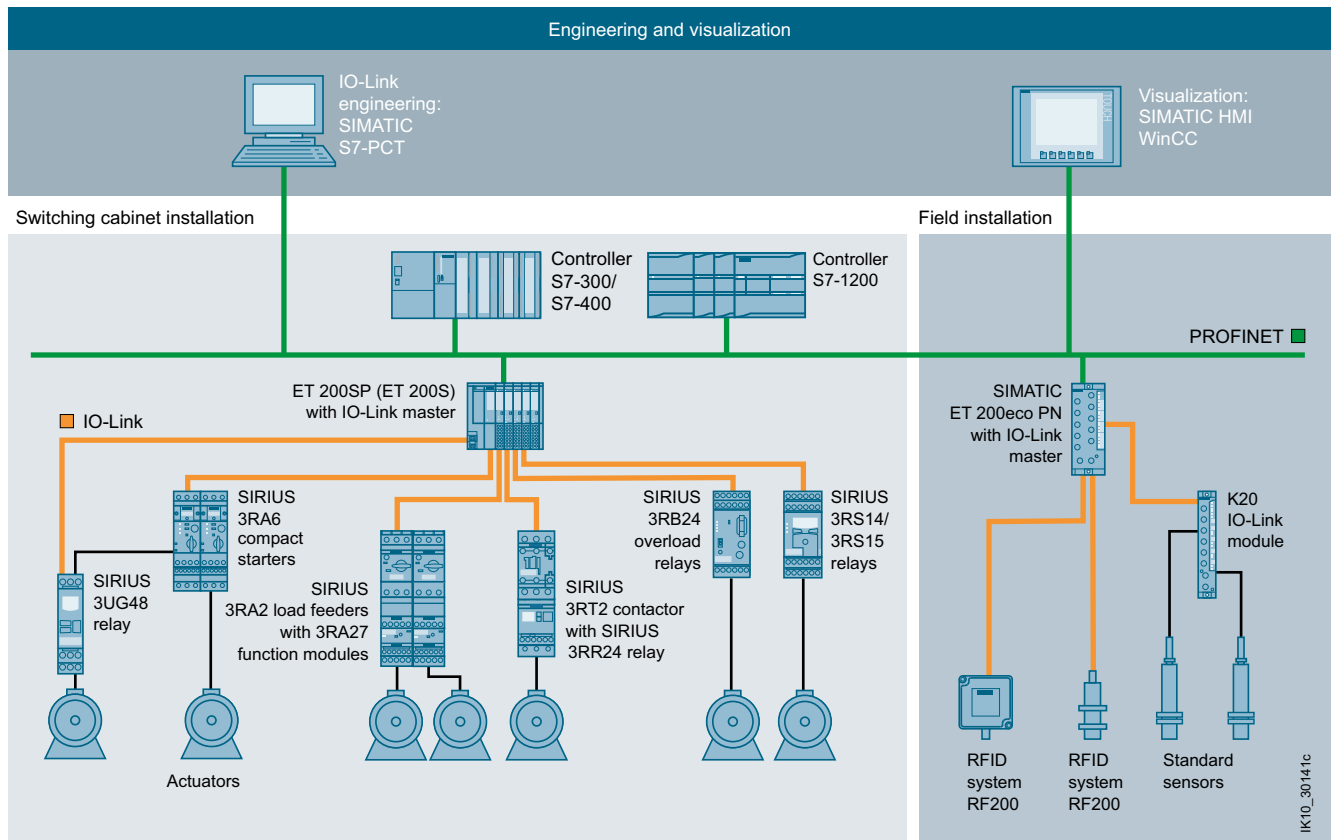 Engineering and visualization
IO-Link
engineering:
SIMATIC
S7-PCT
Visualization:
SIMATIC HMI
WinCC
Switching cabinet installation
Field installation
Controller
S7-300/
S7-400
Controller
S7-1200
PROFINET
ET 200SP (ET 200S)
with IO-Link master
SIMATIC
ET 200eco PN
with IO-Link
master
IO-Link
SIRIUS
3RA6
compact
starters
SIRIUS
3RB24
overload
relays
SIRIUS
3RS14/
3RS15
relays
K20
IO-Link
module
SIRIUS
3UG48
relay
SIRIUS
3RA2 load feeders
with 3RA27
function modules
SIRIUS
3RT2 contactor
with SIRIUS
3RR24 relay
Actuators
RFID
system
RF200
RFID
system
RF200
Standard
sensors
IK10_30141c